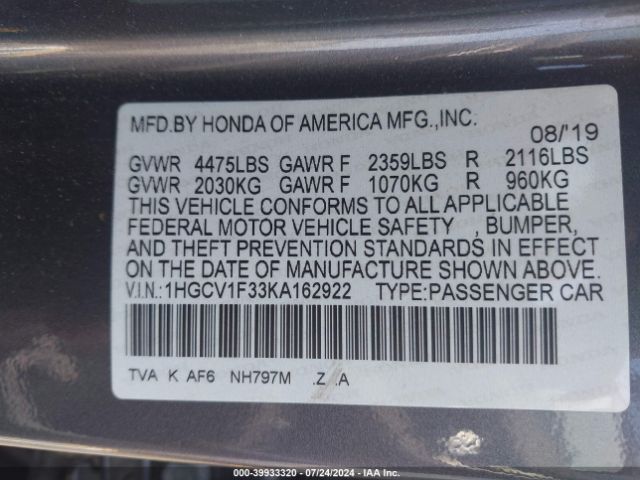 MFD.BY HONDA OF AMERICA MFG.,INC. 08/'19
GVWR 4475LBS GAWR F 2359LBS R 2116LBS
GVWR 2030KG GAWR F 1070KG R 960KG
THIS VEHICLE CONFORMS TO ALL APPLICABLE
FEDERAL MOTOR VEHICLE SAFETY , BUMPER,
AND THEFT PREVENTION STANDARDS IN EFFECT
ON THE DATE OF MANUFACTURE SHOWN ABOVE.
V.I.N.:1HGCV1F33KA162922 TYPE:PASSENGER CAR
TVA K AF6 NH797M .Z .A
000-39933320 - 07/24/2024 - IAA Inc.